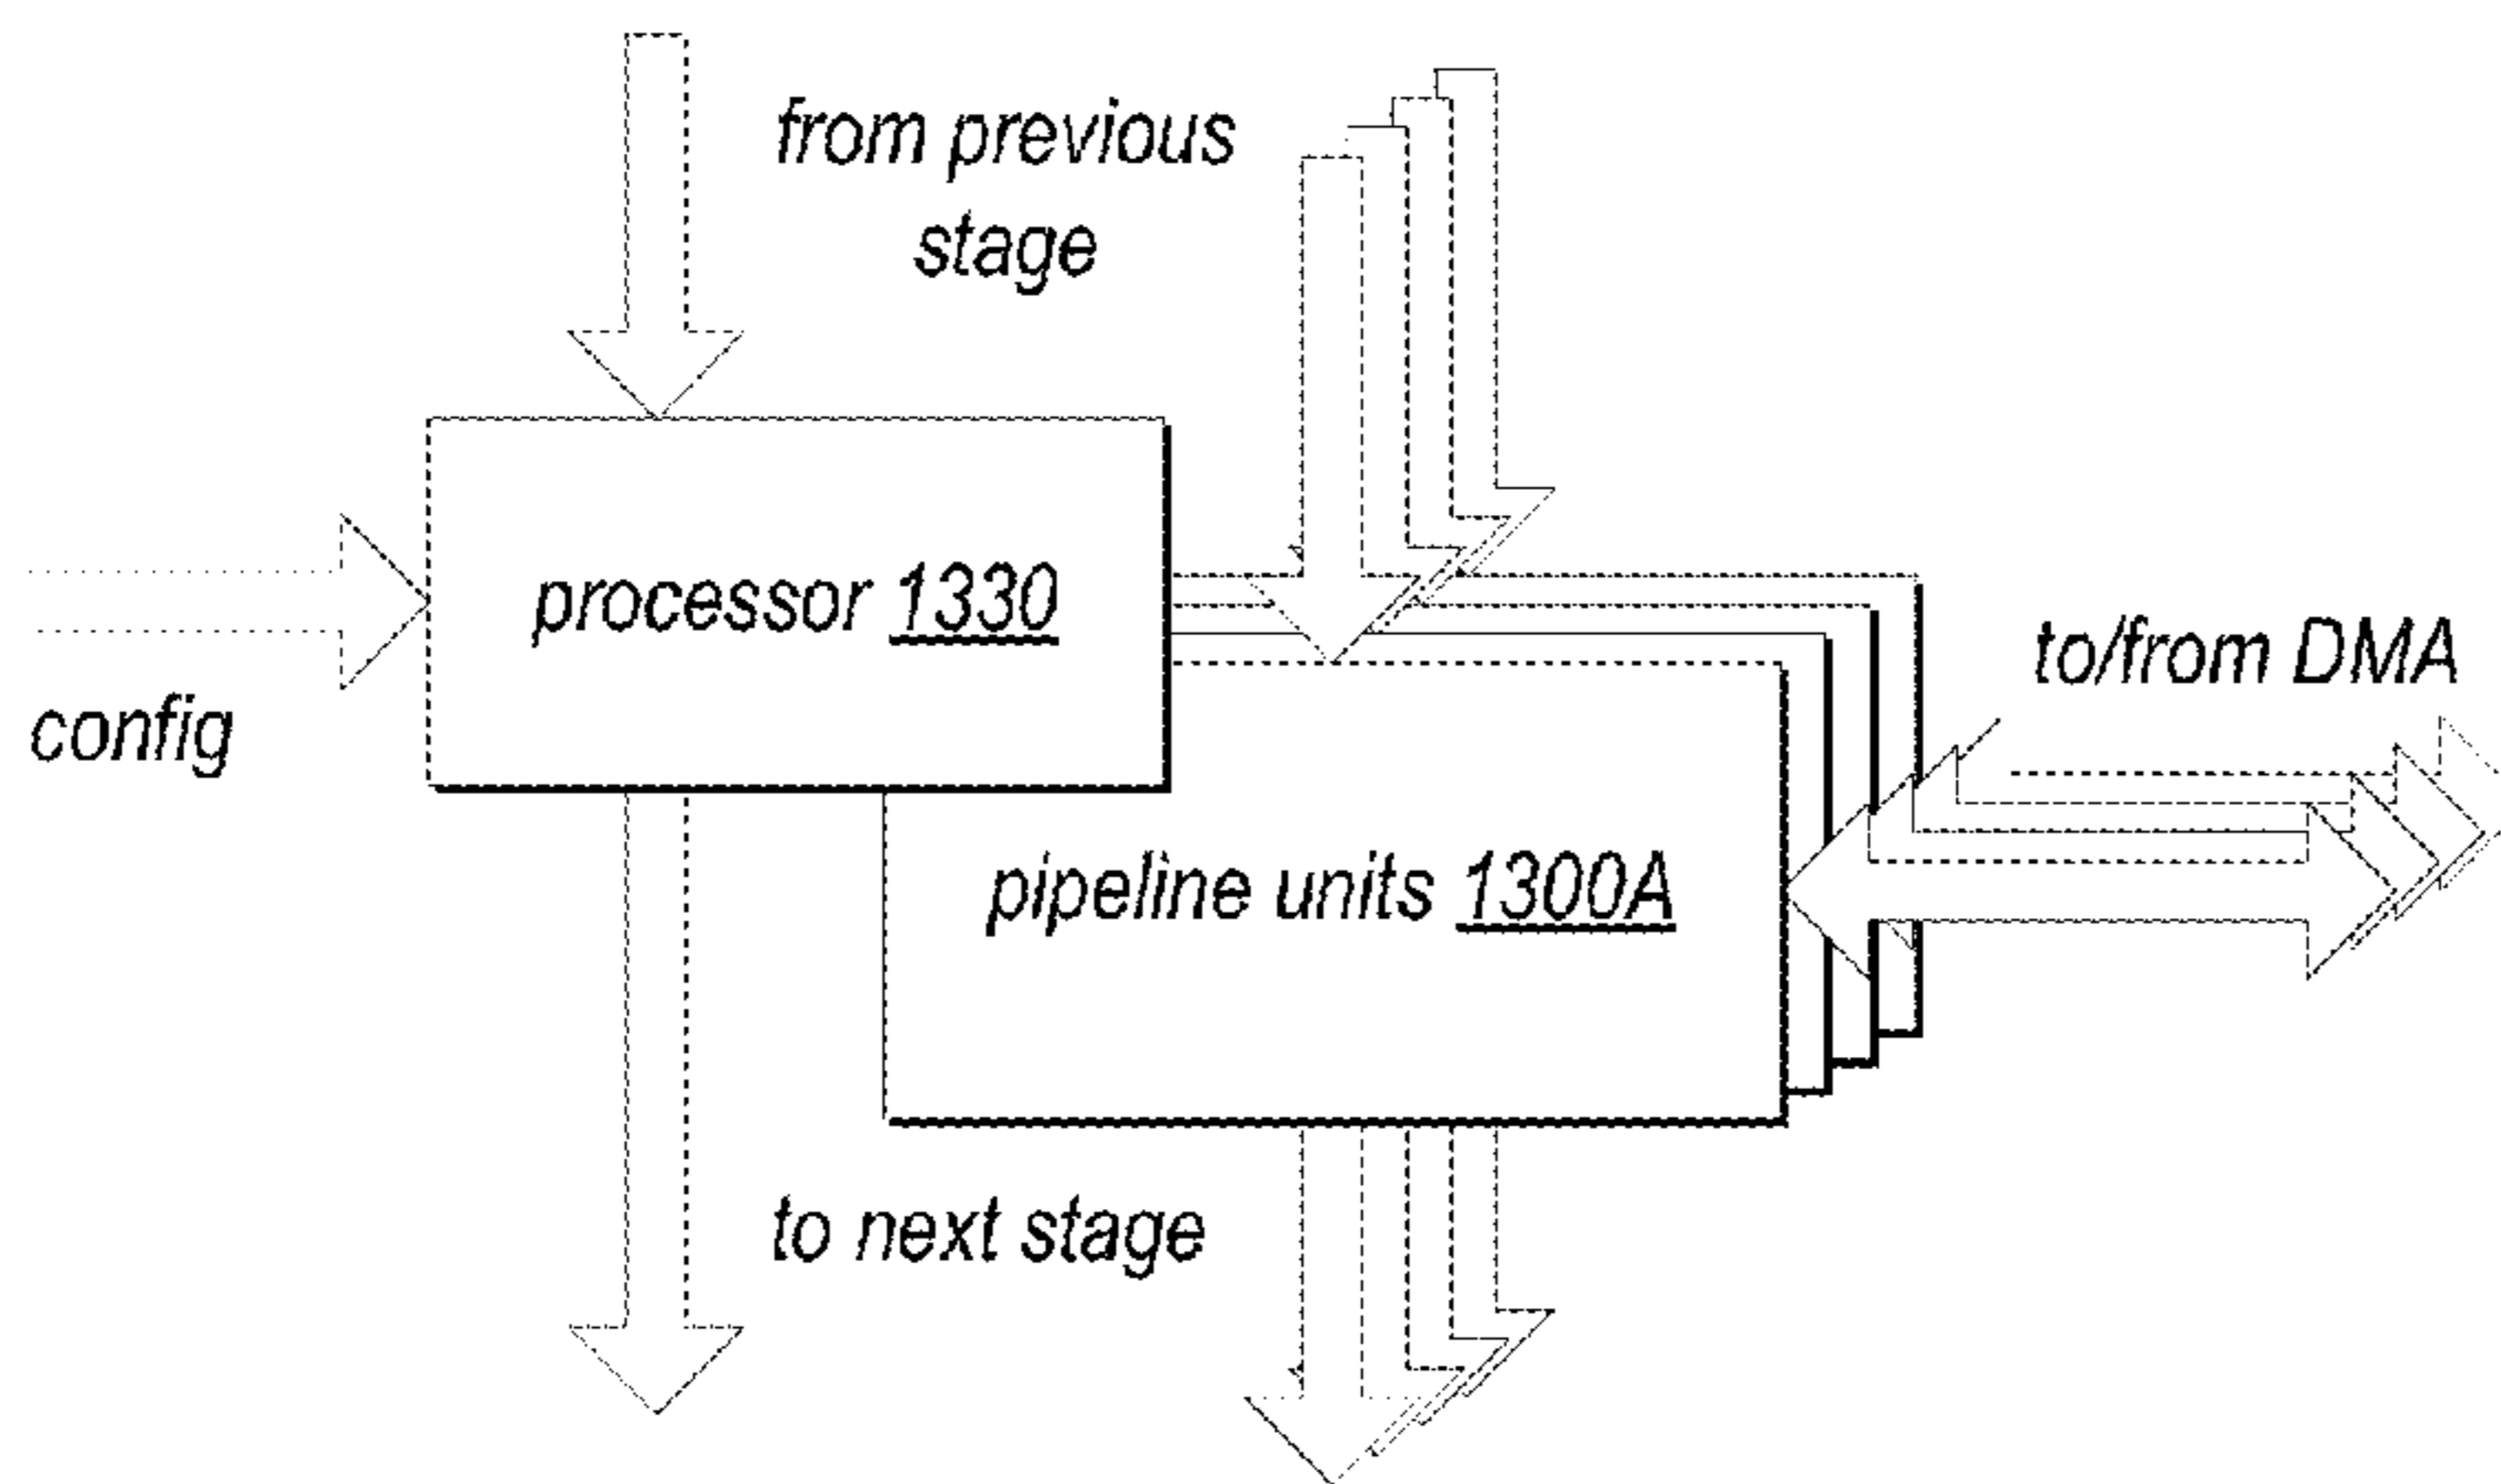 from previous
stage
processor 1330
config
to/from DMA
pipeline units 1300A
to next stage